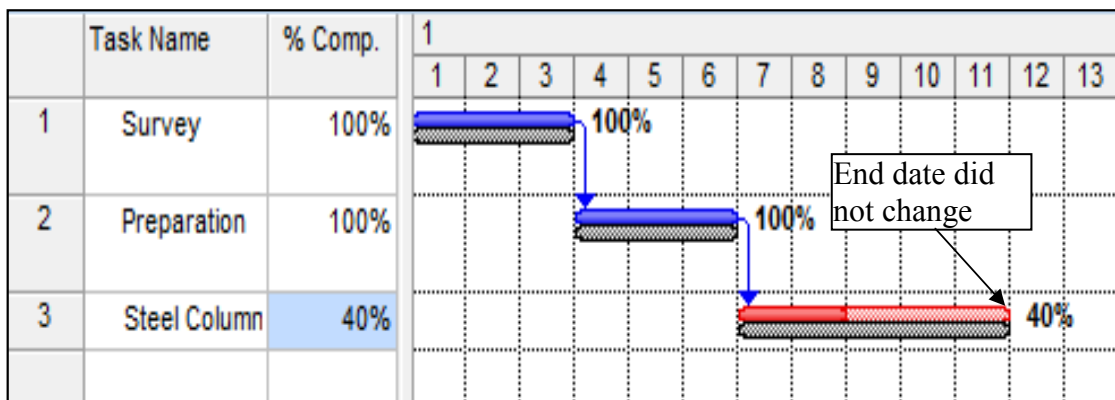 Task Name % Comp. 1
1 2 3 4 5 6 7 8 9 10 11 12 13
1 Survey 100% 100%
End date did
not change
2 Preparation 100% 100%
3 Steel Column 40% 40%